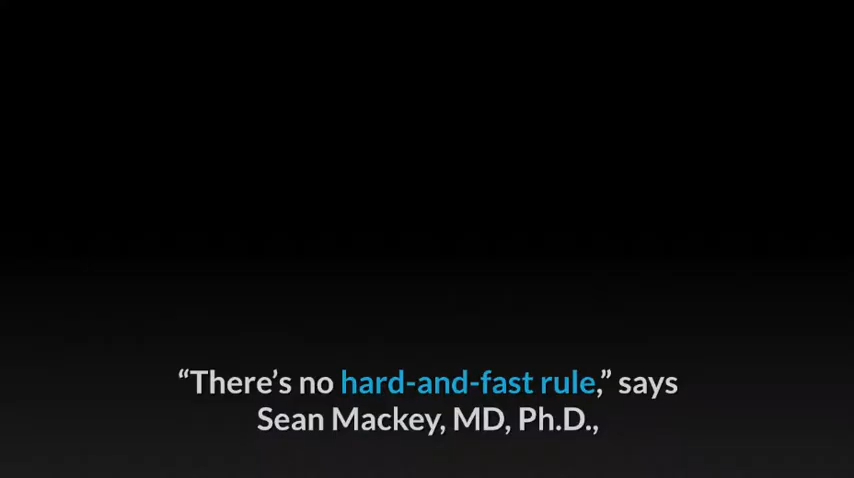 “There’s no hard-and-fast rule,” says
Sean Mackey, MD, Ph.D.,